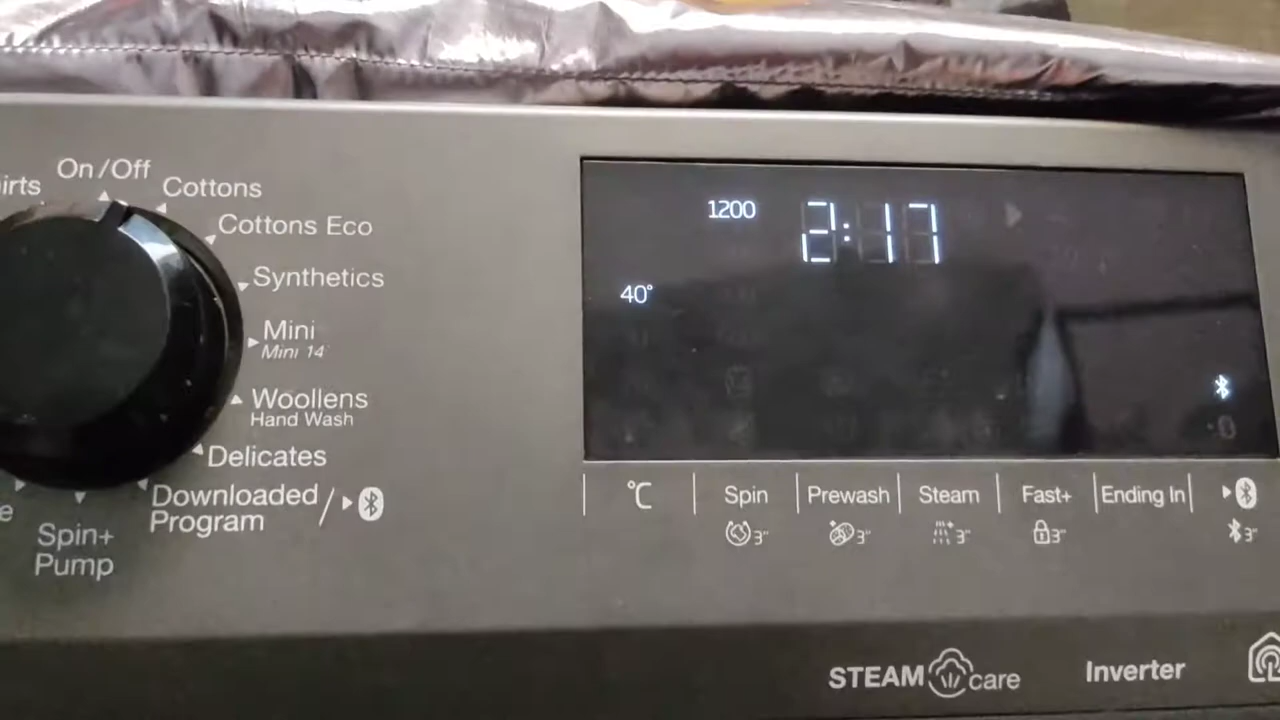 On/Off
irts
Cottons
Cottons Eco
Synthetics
Mini
Mini 14'
Woollens
Hand Wash
Delicates
Downloaded
Program
/
e
Spin+
Pump
1200
2:17
40°
°C
Spin
Prewash
Steam
Fast+
Ending In
3"
3"
3"
3"
3"
STEAM care
Inverter